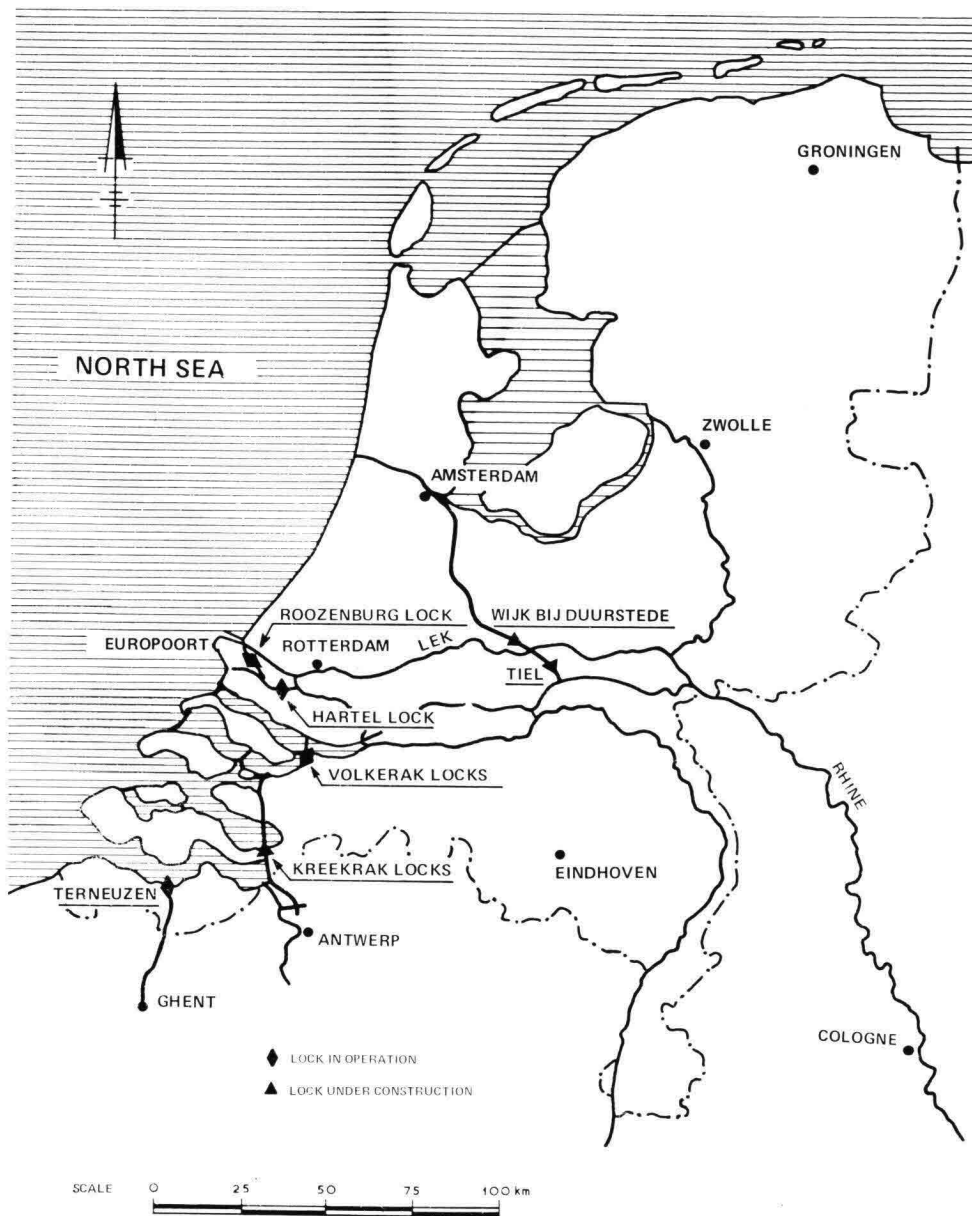 GRONINGEN
NORTH SEA
ZWOLLE
AMSTERDAM
ROOZENBURG LOCK
WIJK BIJ DUURSTEDE
EUROPOORT
ROTTERDAM
LEK
TIEL
HARTEL LOCK
VOLKERAK LOCKS
RHINE
KREEKRAK LOCKS
EINDHOVEN
TERNEUZEN
ANTWERP
GHENT
COLOGNE
LOCK IN OPERATION
LOCK UNDER CONSTRUCTION
SCALE 0 25 50 75 100 km